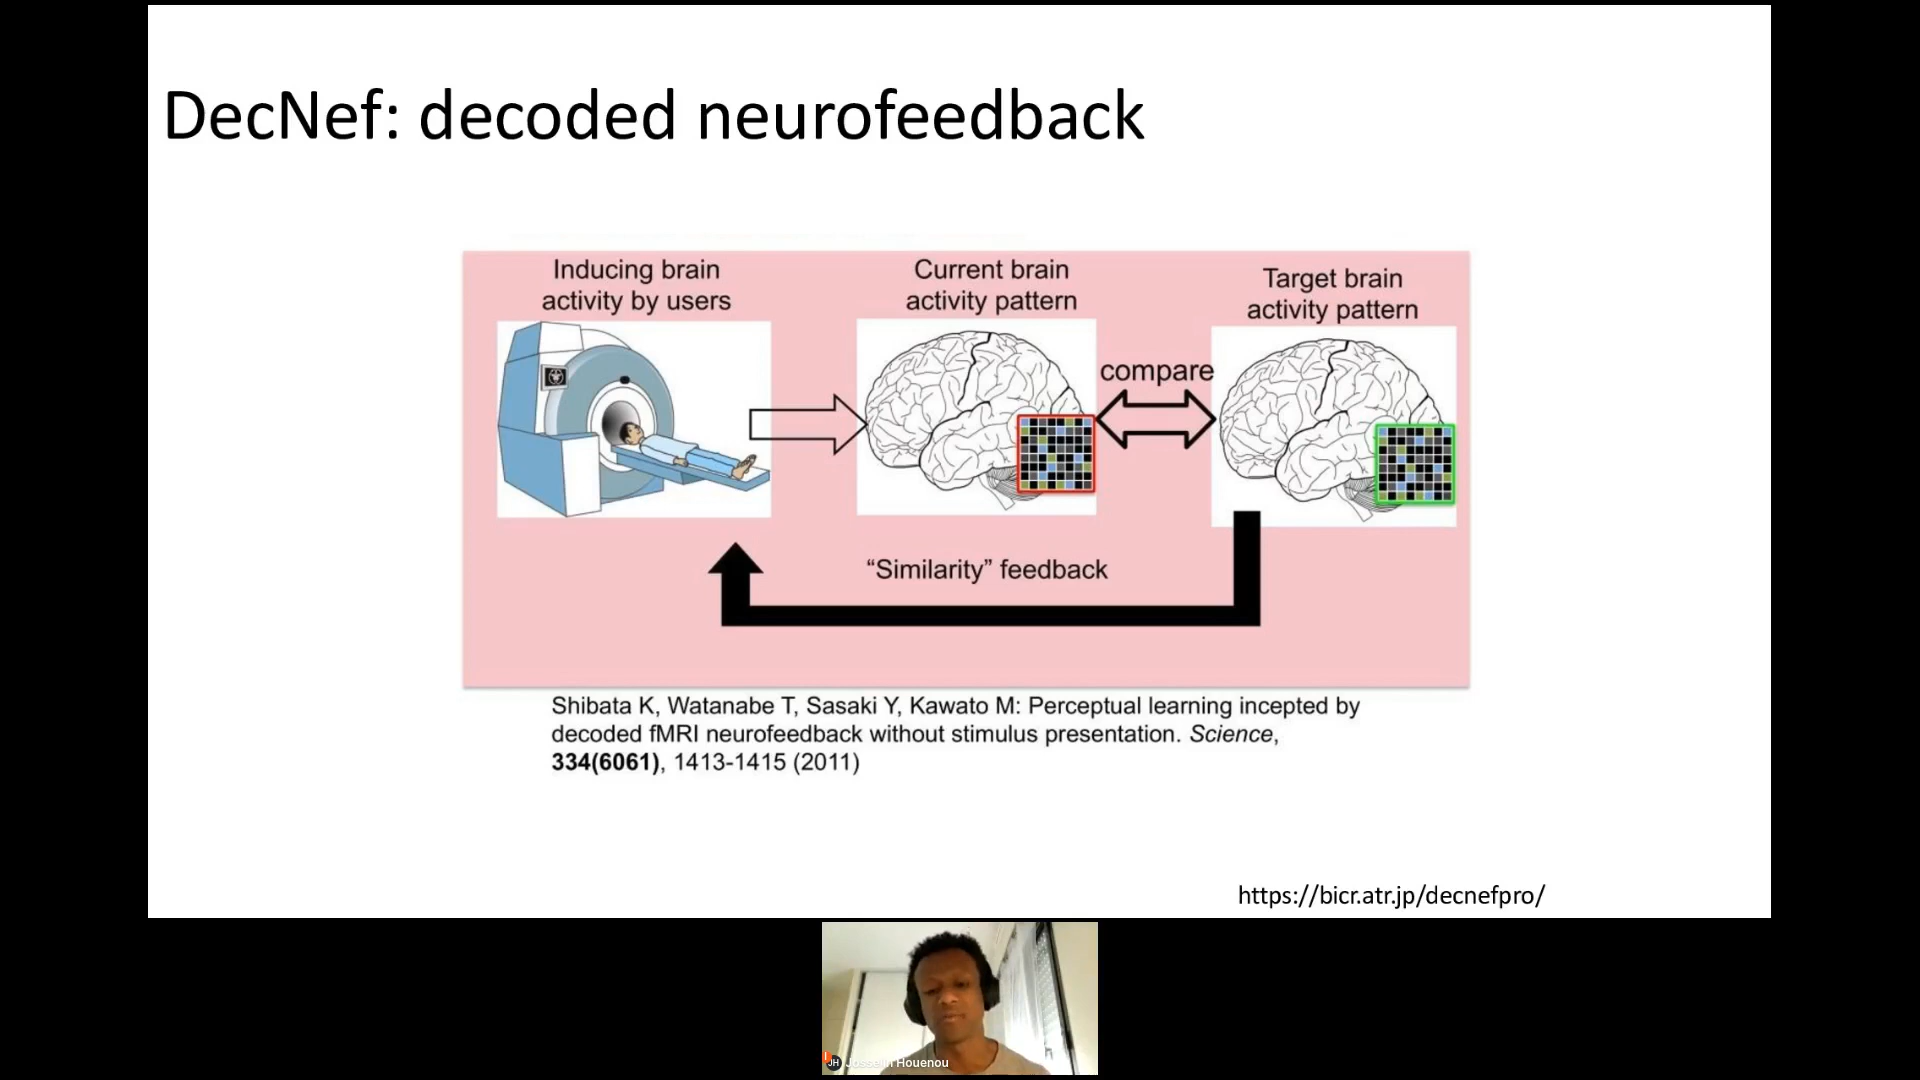 DecNef: decoded neurofeedback
Inducing brain
activity by users
Current brain
activity pattern
Target brain
activity pattern
compare
“Similarity” feedback
Shibata K, Watanabe T, Sasaki Y, Kawato M: Perceptual learning incepted by
decoded fMRI neurofeedback without stimulus presentation. Science,
334(6061), 1413-1415 (2011)
https://bicr.atr.jp/decnefpro/
JH
Josselin Houenou